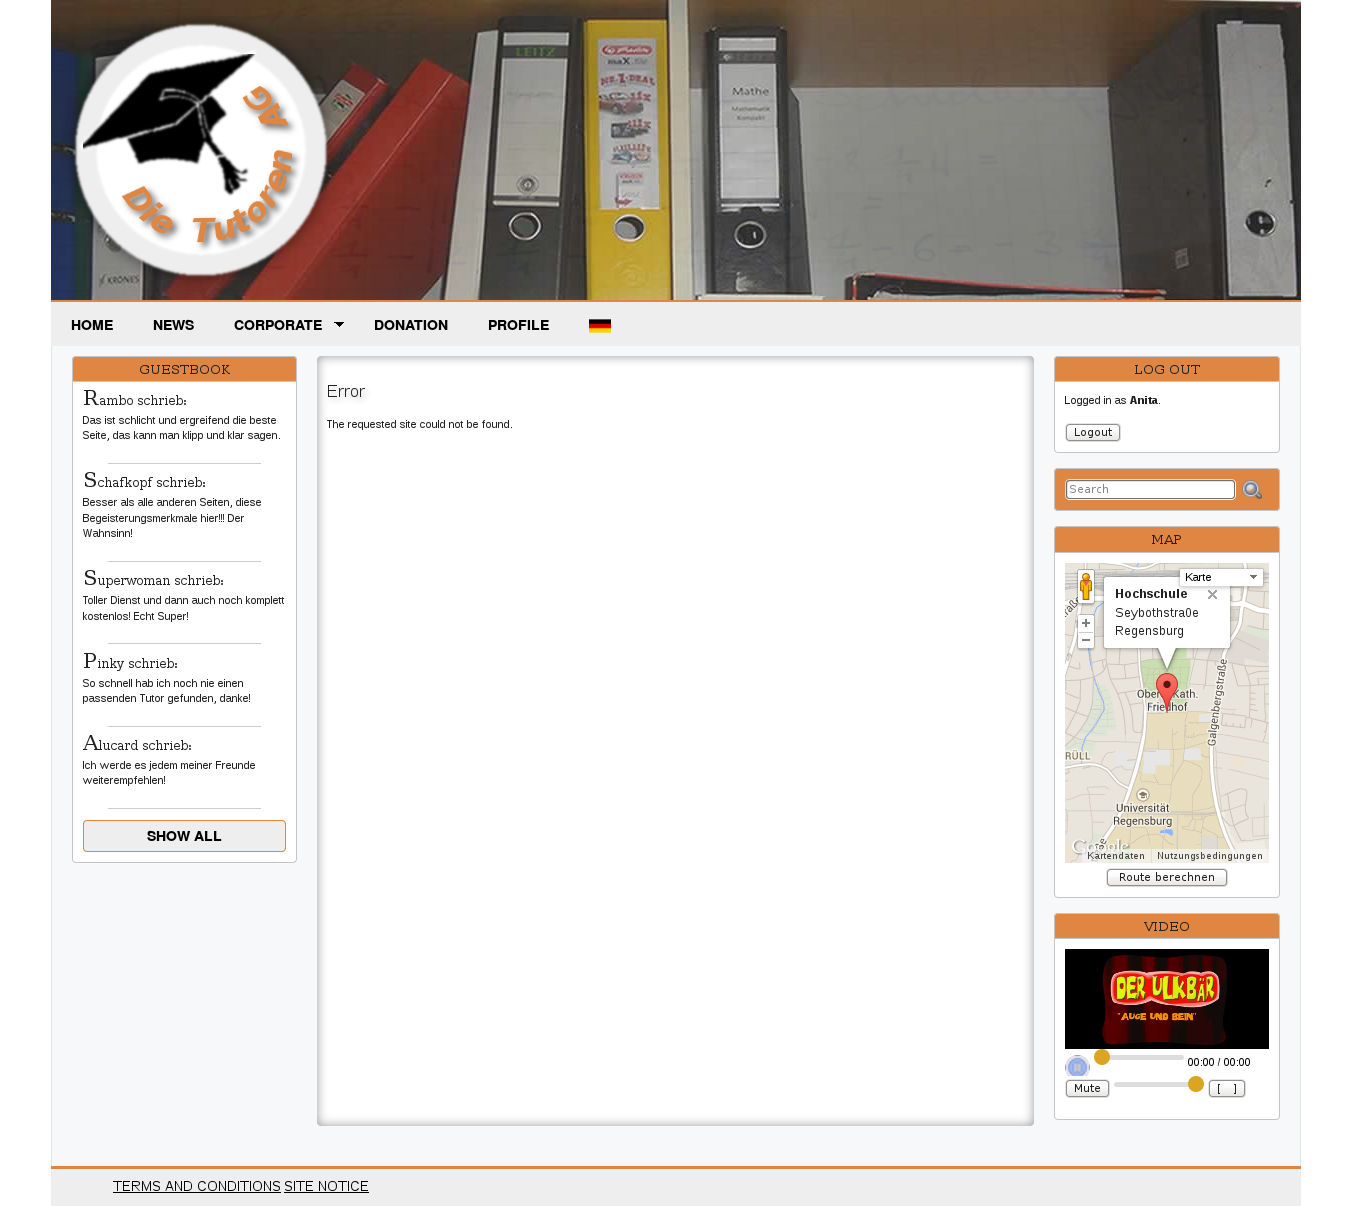 Die Tutoren AG
LEITZ
Mathe
Mathematik
Kompakt
KRONES
HOME NEWS CORPORATE DONATION PROFILE
GUESTBOOK
Rambo schrieb:
Das ist schlicht und ergreifend die beste
Seite, das kann man klipp und klar sagen.
Schafkopf schrieb:
Besser als alle anderen Seiten, diese
Begeisterungsmerkmale hier!!! Der
Wahnsinn!
Superwoman schrieb:
Toller Dienst und dann auch noch komplett
kostenlos! Echt Super!
Pinky schrieb:
So schnell hab ich noch nie einen
passenden Tutor gefunden, danke!
Alucard schrieb:
Ich werde es jedem meiner Freunde
weiterempfehlen!
SHOW ALL
Error
The requested site could not be found.
LOG OUT
Logged in as Anita.
Logout
Search
MAP
Karte
Hochschule
Seybothstraße
Regensburg
Galgenbergstraße
RÜLL
Universität
Regensburg
Google
Kartendaten Nutzungsbedingungen
Route berechnen
VIDEO
DER ULKBÄR
"AUGE UND BEIN"
00:00 / 00:00
Mute [ ]
TERMS AND CONDITIONS SITE NOTICE